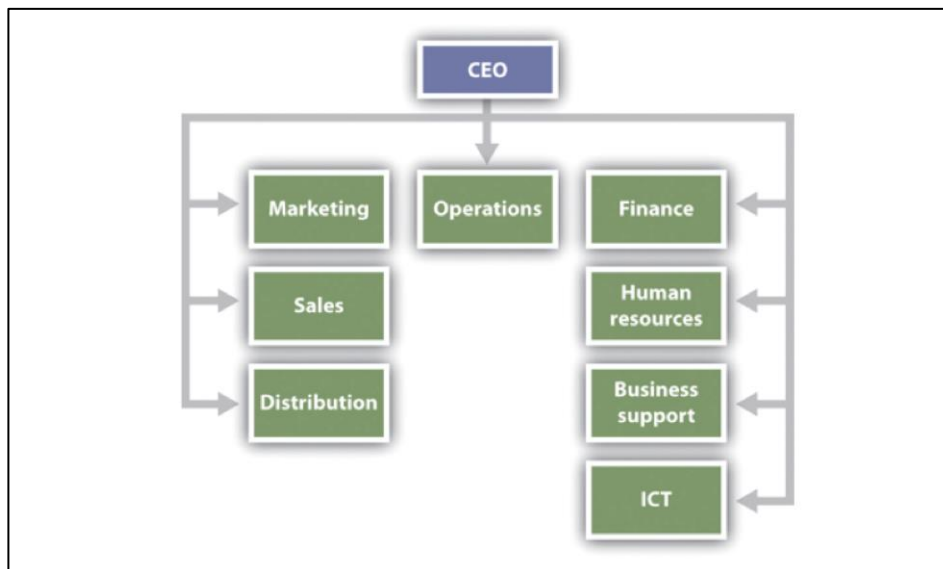 CEO
Marketing
Operations
Finance
Sales
Human
resources
Distribution
Business
support
ICT